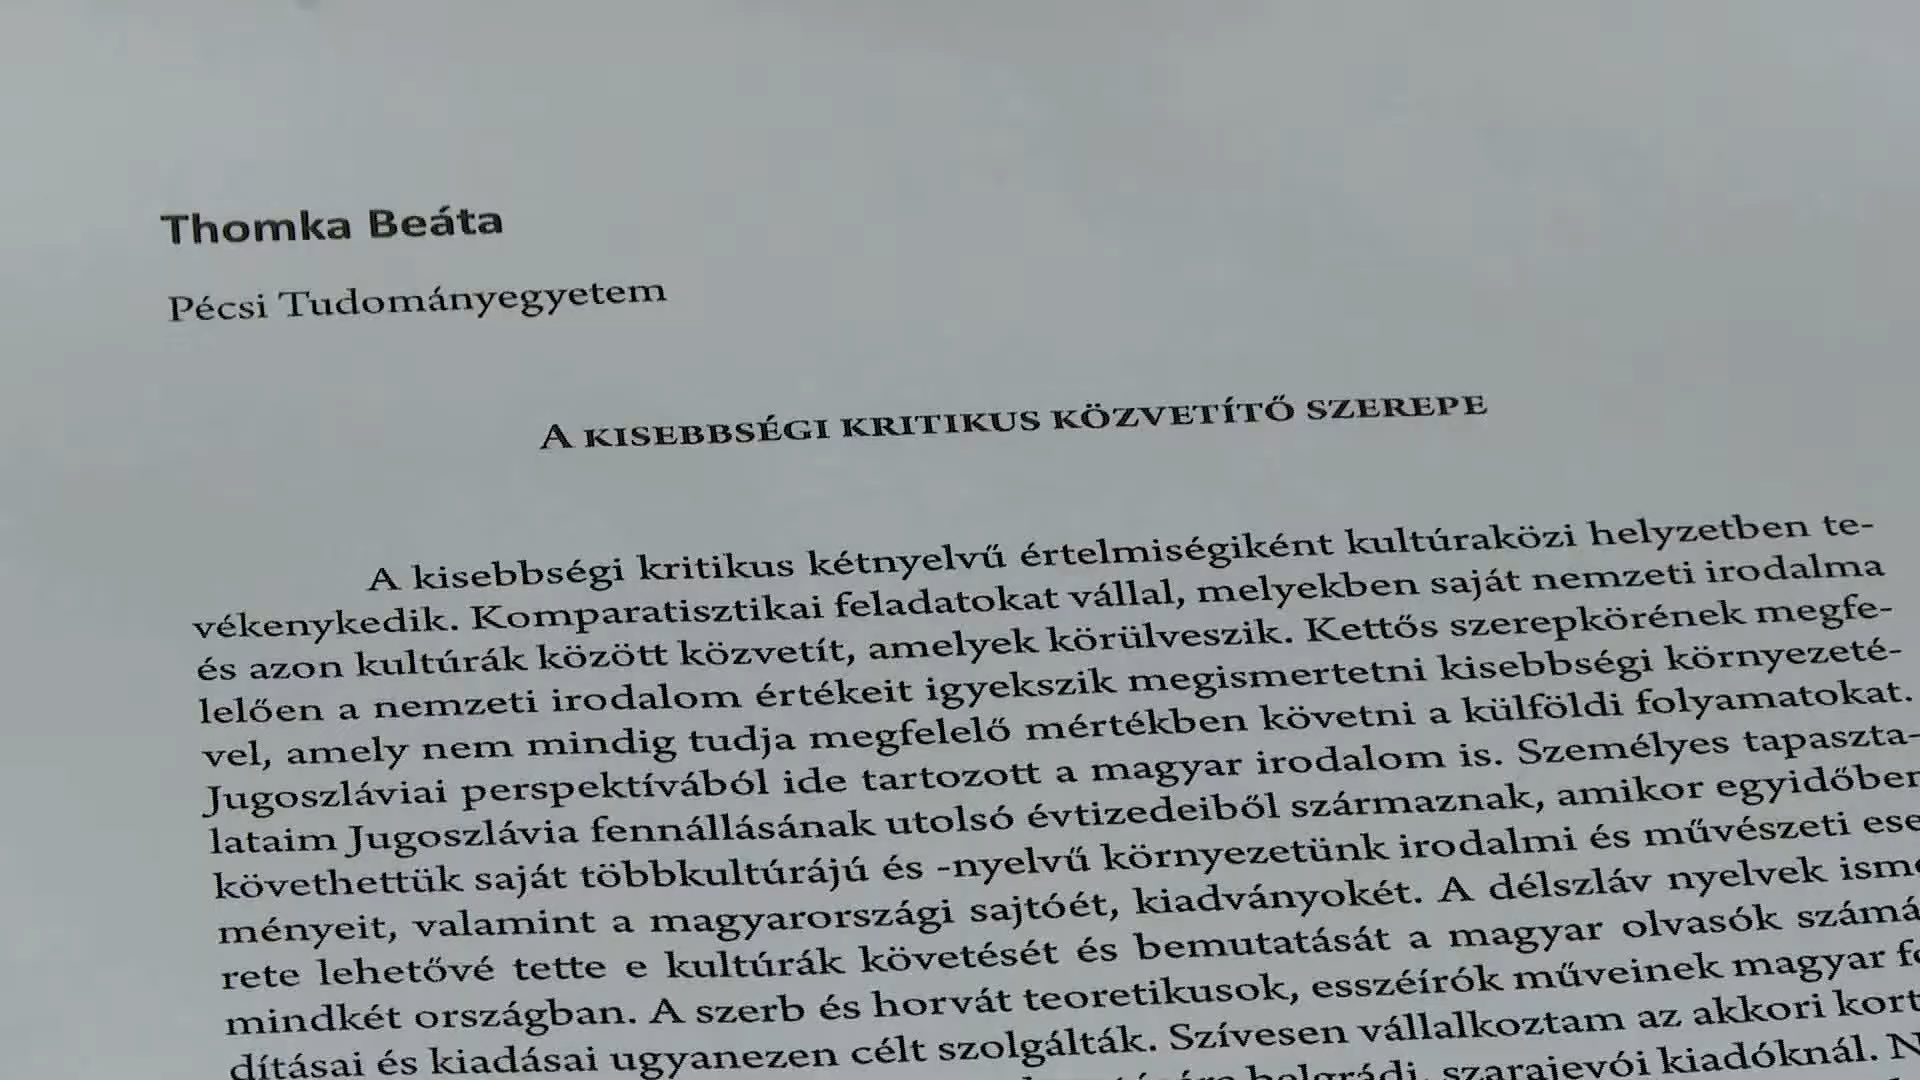 Thomka Beáta
Pécsi Tudományegyetem
A KISEBBSÉGI KRITIKUS KÖZVETÍTŐ SZEREPE
A kisebbségi kritikus kétnyelvű értelmiségiként kultúraközi helyzetben te-
vékenykedik. Komparatisztikai feladatokat vállal, melyekben saját nemzeti irodalma
és azon kultúrák között közvetít, amelyek körülveszik. Kettős szerepkörének megfe-
lelően a nemzeti irodalom értékeit igyekszik megismertetni kisebbségi környezeté-
vel, amely nem mindig tudja megfelelő mértékben követni a külföldi folyamatokat.
Jugoszláviai perspektívából ide tartozott a magyar irodalom is. Személyes tapaszta-
lataim Jugoszlávia fennállásának utolsó évtizedeiből származnak, amikor egyidőben
követhettük saját többkultúrájú és -nyelvű környezetünk irodalmi és művészeti ese
ményeit, valamint a magyarországi sajtóét, kiadványokét. A délszláv nyelvek isme
rete lehetővé tette e kultúrák követését és bemutatását a magyar olvasók számá
mindkét országban. A szerb és horvát teoretikusok, esszéírók műveinek magyar fo
dításai és kiadásai ugyanezen célt szolgálták. Szívesen vállalkoztam az akkori kort
belgrádi, szarajevói kiadóknál. N